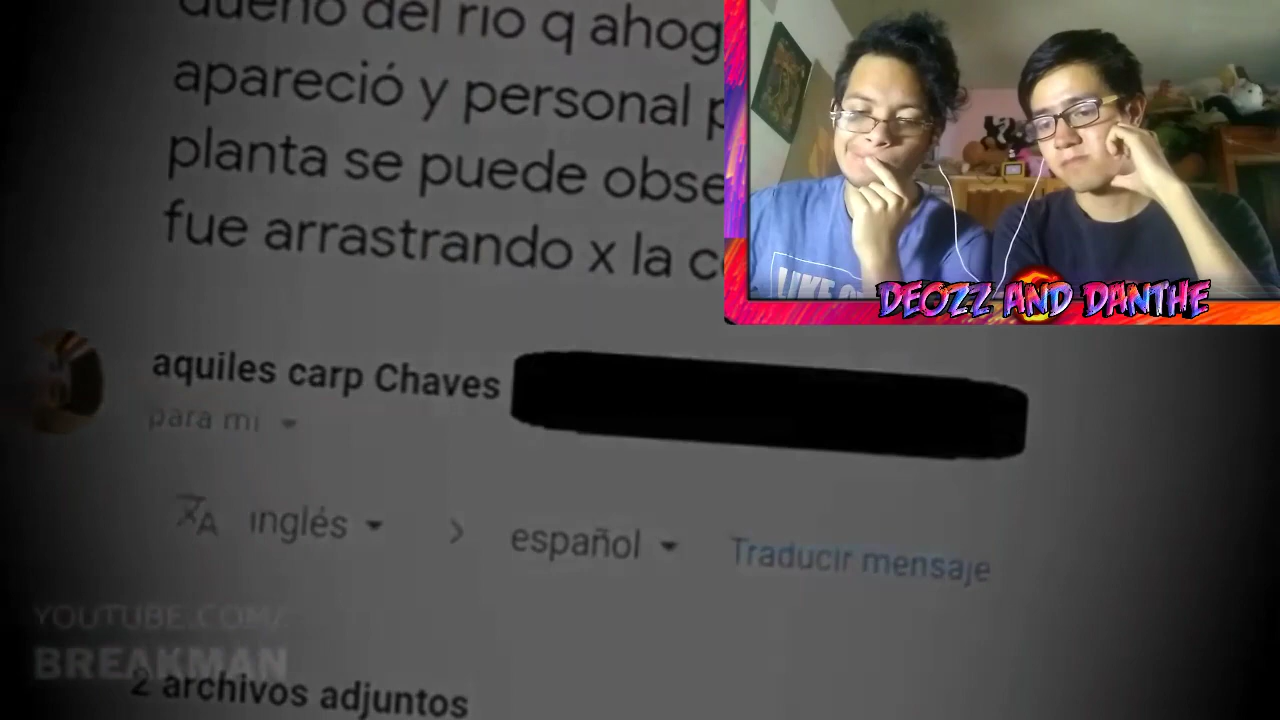 dueño del rio q ahog
apareció y personal p
planta se puede obse
fue arrastrando x la c
LIKE
DEOZZ AND DANTHE
aquiles carp Chaves
para mi
inglés
español
Traducir mensaje
YOUTUBE.COM/
BREAKMAN
2 archivos adjuntos